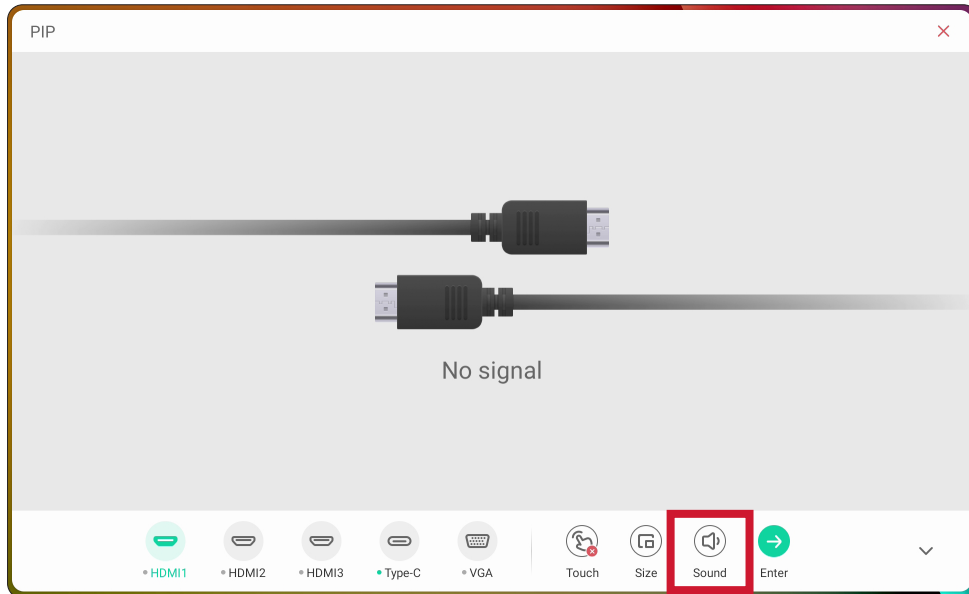 PIP
No signal
HDMI1
HDMI2
HDMI3
Type-C
VGA
Touch
Size
Sound
Enter